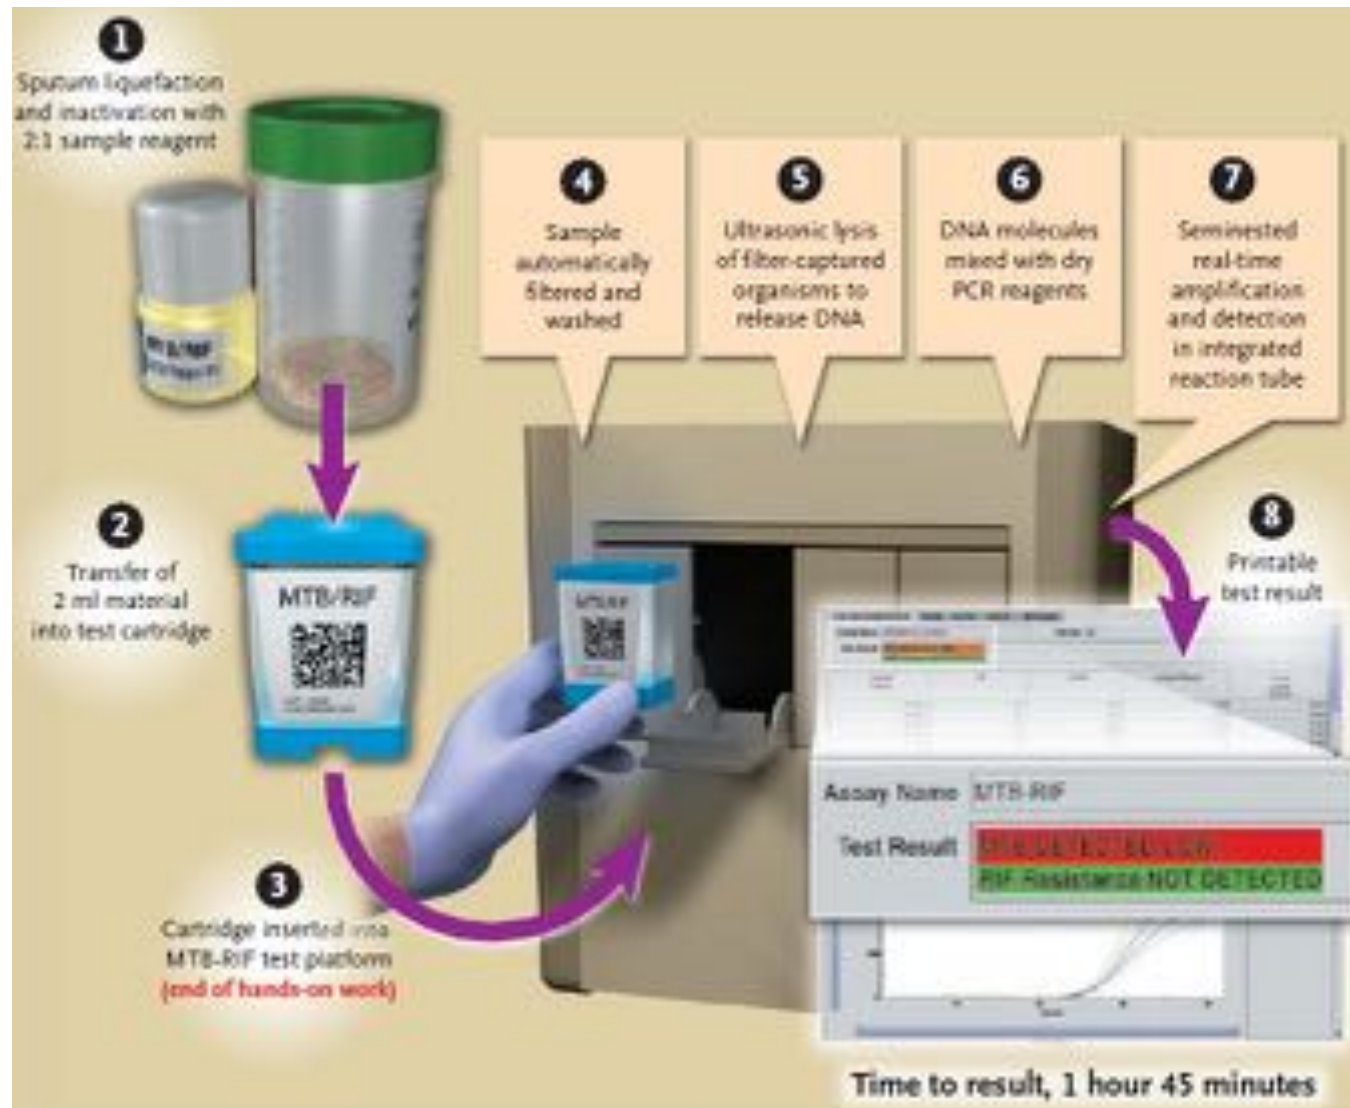 1
Sputum liquefaction
and inactivation with
2:1 sample reagent
2
Transfer of
2 ml material
into test cartridge
MTB/RIF
3
Cartridge inserted into
MTB-RIF test platform
(end of hands-on work)
4
Sample
automatically
filtered and
washed
5
Ultrasonic lysis
of filter-captured
organisms to
release DNA
6
DNA molecules
mixed with dry
PCR reagents
7
Seminested
real-time
amplification
and detection
in integrated
reaction tube
8
Printable
test result
Assay Name MTB-RIF
Test Result MTB DETECTED LOW
RIF Resistance NOT DETECTED
Time to result, 1 hour 45 minutes